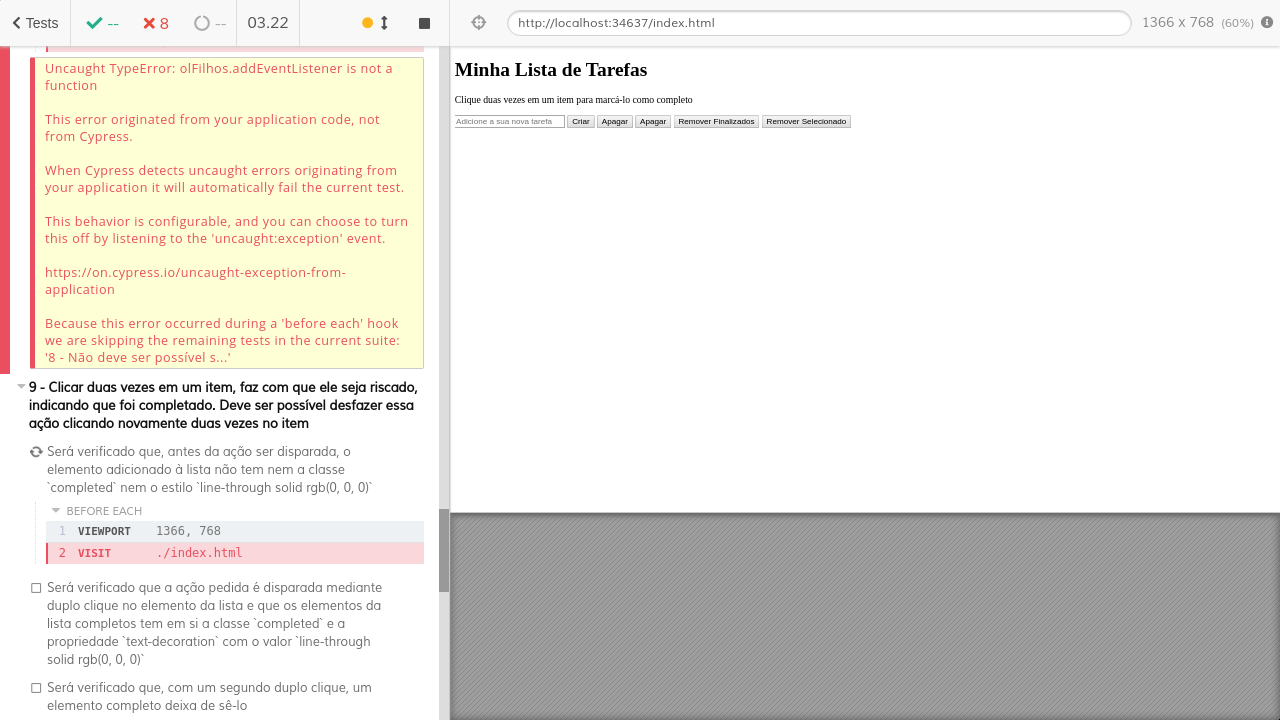 Tests
--
8
--
03.22
http://localhost:34637/index.html
1366 x 768 (60%)
Uncaught TypeError: olFilhos.addEventListener is not a
function
This error originated from your application code, not
from Cypress.
When Cypress detects uncaught errors originating from
your application it will automatically fail the current test.
This behavior is configurable, and you can choose to turn
this off by listening to the 'uncaught:exception' event.
https://on.cypress.io/uncaught-exception-from-
application
Because this error occurred during a 'before each' hook
we are skipping the remaining tests in the current suite:
'8 - Não deve ser possível s...'
9 - Clicar duas vezes em um item, faz com que ele seja riscado,
indicando que foi completado. Deve ser possível desfazer essa
ação clicando novamente duas vezes no item
Será verificado que, antes da ação ser disparada, o
elemento adicionado à lista não tem nem a classe
`completed` nem o estilo `line-through solid rgb(0, 0, 0)`
BEFORE EACH
1 VIEWPORT 1366, 768
2 VISIT ./index.html
Será verificado que a ação pedida é disparada mediante
duplo clique no elemento da lista e que os elementos da
lista completos tem em si a classe `completed` e a
propriedade `text-decoration` com o valor `line-through
solid rgb(0, 0, 0)`
Será verificado que, com um segundo duplo clique, um
elemento completo deixa de sê-lo
Minha Lista de Tarefas
Clique duas vezes em um item para marcá-lo como completo
Adicione a sua nova tarefa Criar Apagar Apagar Remover Finalizados Remover Selecionado